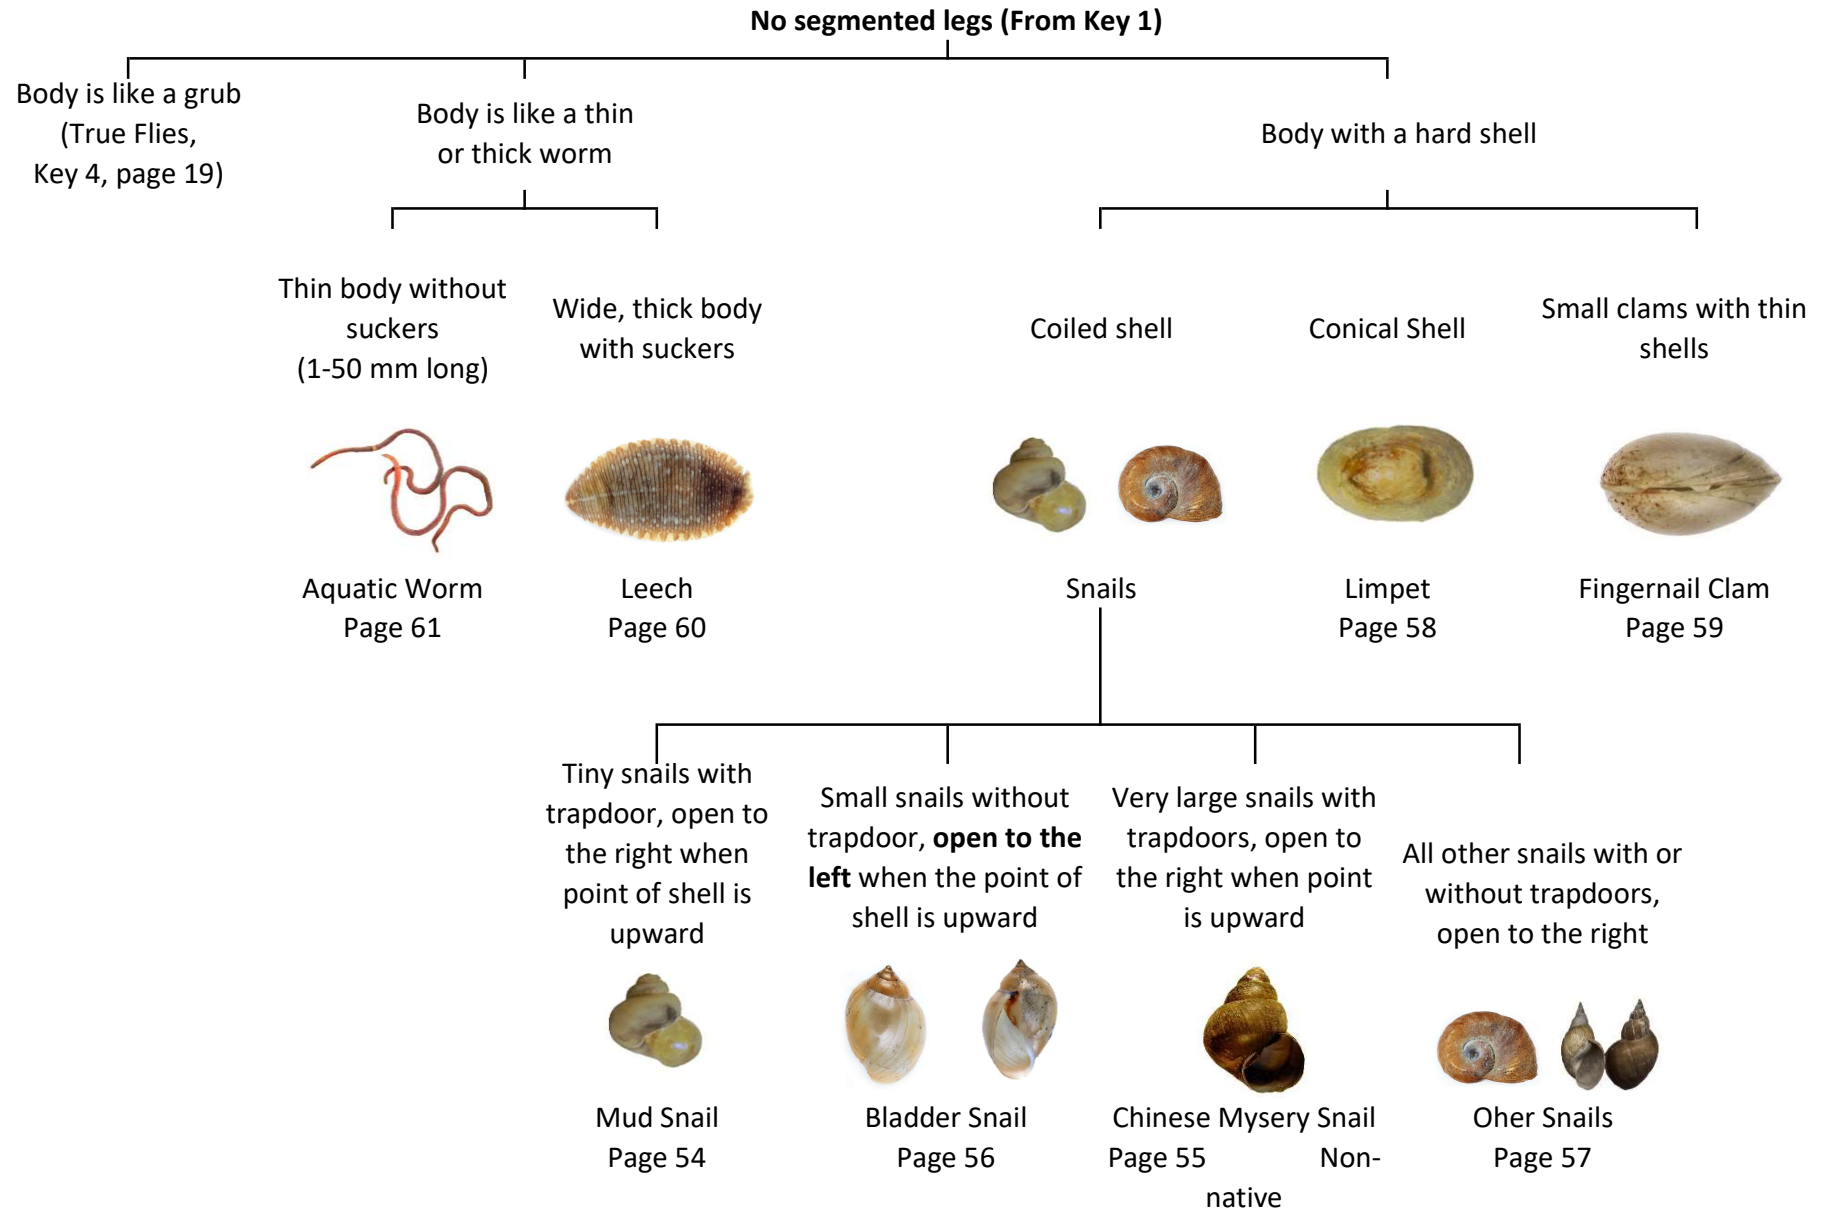 No segmented legs (From Key 1)
Body is like a grub
(True Flies,
Key 4, page 19)
Body is like a thin
or thick worm
Body with a hard shell
Thin body without
suckers
(1-50 mm long)
Wide, thick body
with suckers
Coiled shell
Conical Shell
Small clams with thin
shells
Aquatic Worm
Page 61
Leech
Page 60
Snails
Limpet
Page 58
Fingernail Clam
Page 59
Tiny snails with
trapdoor, open to
the right when
point of shell is
upward
Small snails without
trapdoor, open to the
left when the point of
shell is upward
Very large snails with
trapdoors, open to
the right when point
is upward
All other snails with or
without trapdoors,
open to the right
Mud Snail
Page 54
Bladder Snail
Page 56
Chinese Mysery Snail
Page 55 Non-
native
Oher Snails
Page 57